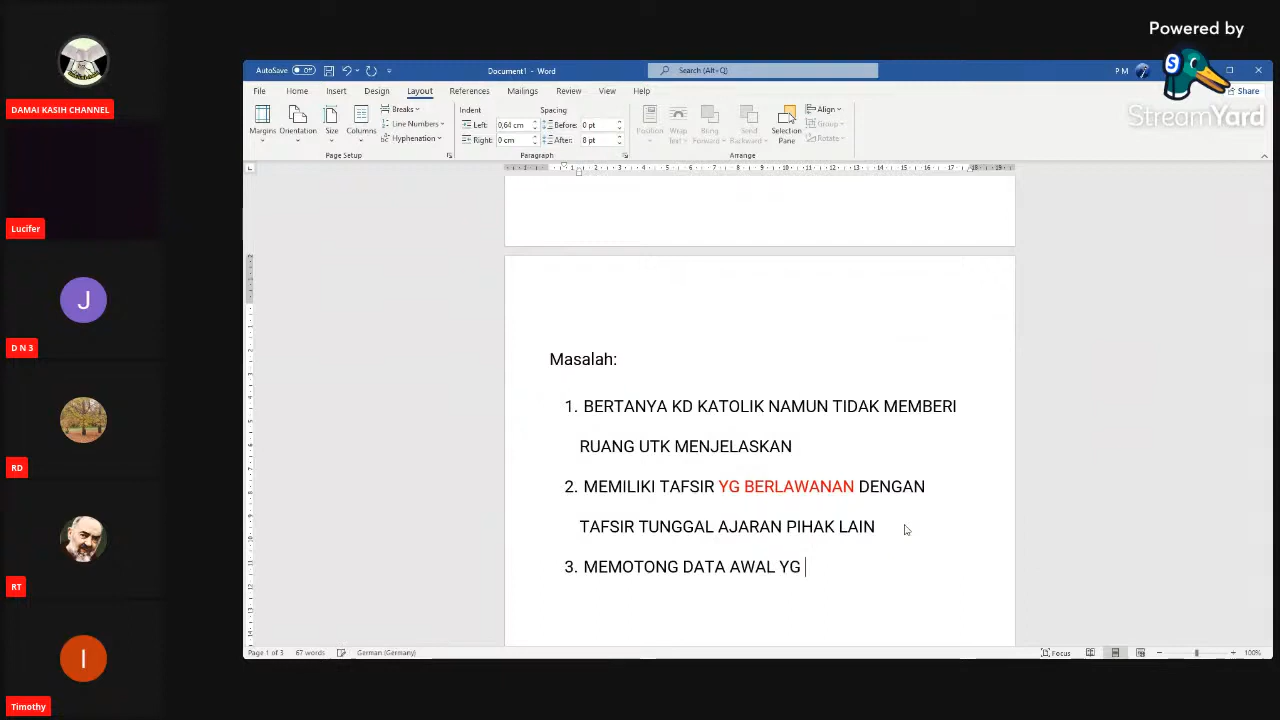 Powered by
S
StreamYard
DAMAI KASIH CHANNEL
Lucifer
J
D N 3
RD
RT
I
Timothy
AutoSave Off
Document1 - Word
Search (Alt+Q)
P M
File Home Insert Design Layout References Mailings Review View Help
Share
Margins Orientation Size Columns
Breaks
Line Numbers
Hyphenation
Page Setup
Indent Spacing
Left: 0,64 cm Before: 0 pt
Right: 0 cm After: 8 pt
Paragraph
Position Wrap Text Bring Forward Send Backward Selection Pane
Align
Group
Rotate
Arrange
Masalah:
1. BERTANYA KD KATOLIK NAMUN TIDAK MEMBERI
RUANG UTK MENJELASKAN
2. MEMILIKI TAFSIR YG BERLAWANAN DENGAN
TAFSIR TUNGGAL AJARAN PIHAK LAIN
3. MEMOTONG DATA AWAL YG
Page 1 of 3 67 words German (Germany) Focus 100%